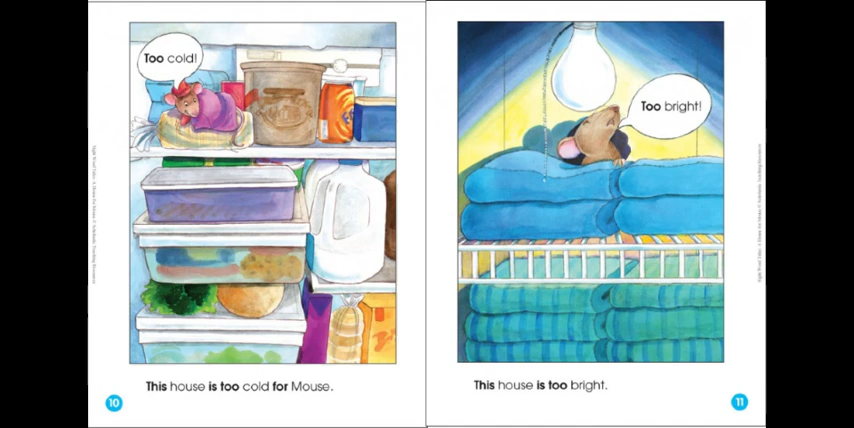 Too cold!
This house is too cold for Mouse.
10
Too bright!
This house is too bright.
11